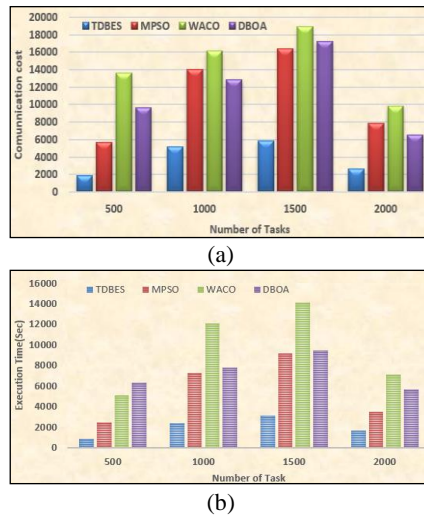 20000
18000
16000
14000
12000
10000
8000
6000
4000
2000
0
Comunnication cost
TDBES MPSO WACO DBOA
500 1000 1500 2000
Number of Tasks
(a)
16000
14000
12000
10000
8000
6000
4000
2000
0
Execution Time(Sec)
TDBES MPSO WACO DBOA
500 1000 1500 2000
Number of Task
(b)